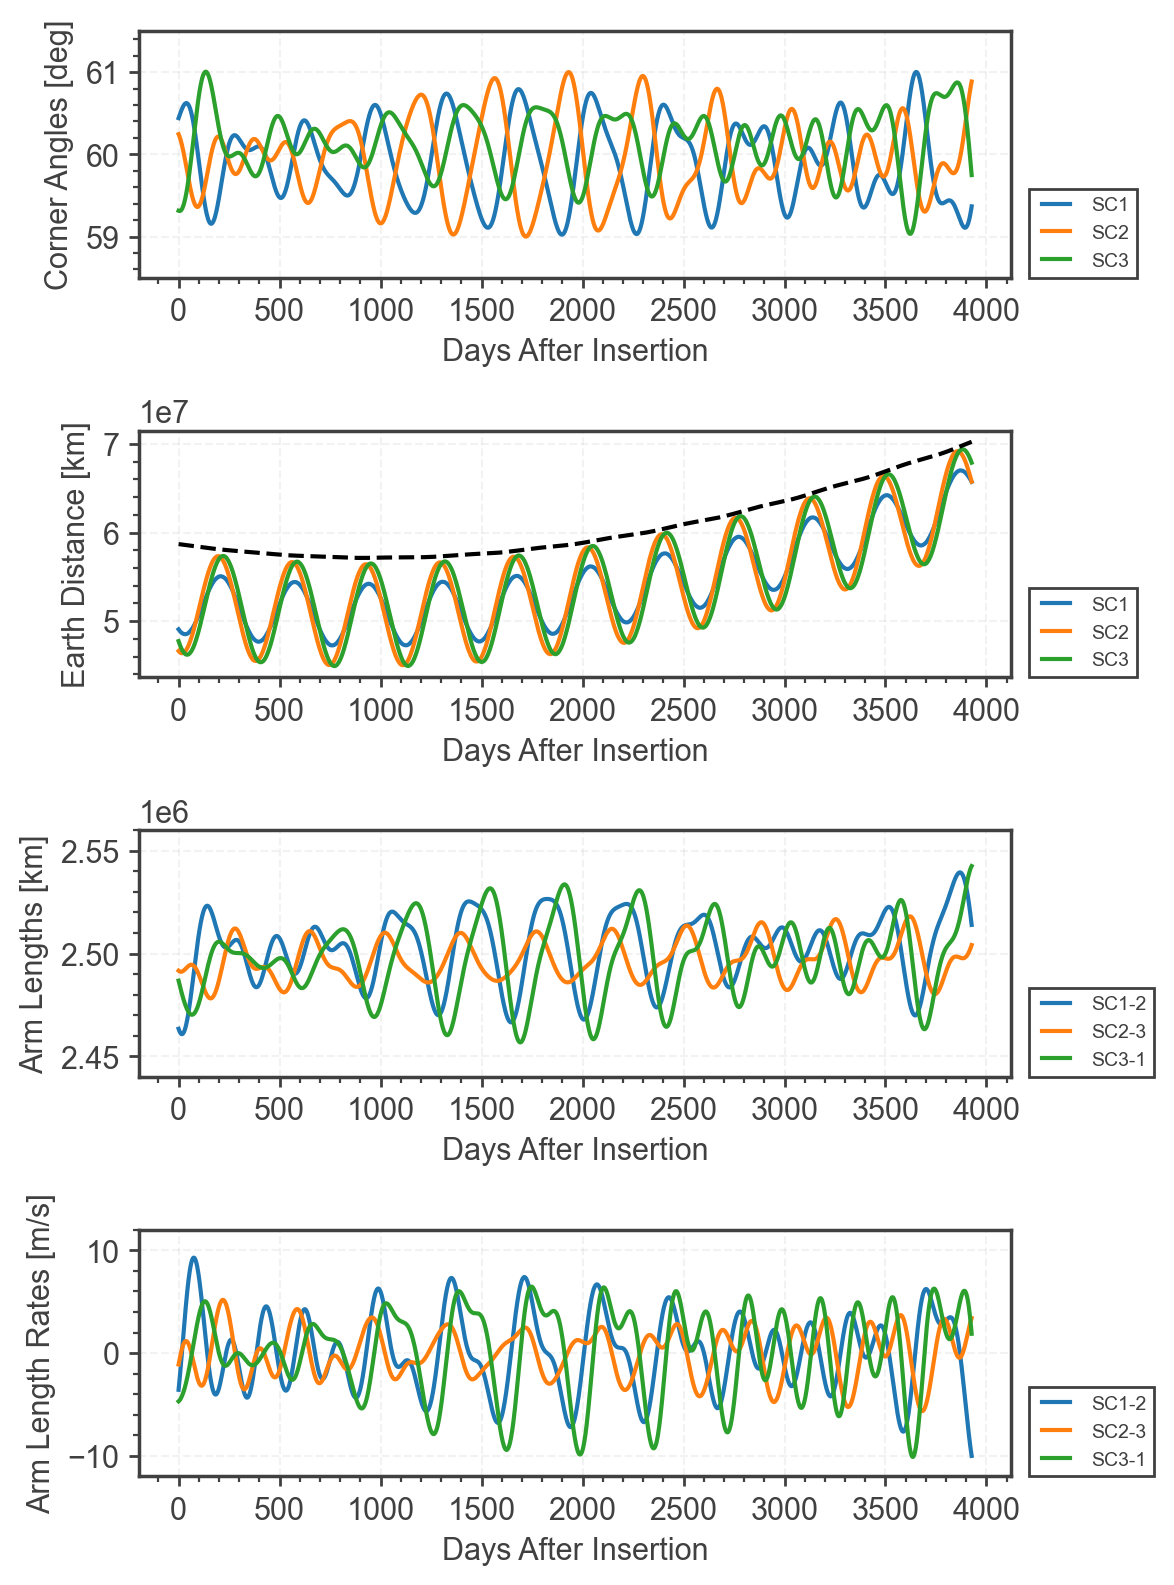 Corner Angles [deg]
61
60
59
0 500 1000 1500 2000 2500 3000 3500 4000
Days After Insertion
SC1
SC2
SC3
1e7
Earth Distance [km]
7
6
5
0 500 1000 1500 2000 2500 3000 3500 4000
Days After Insertion
SC1
SC2
SC3
1e6
Arm Lengths [km]
2.55
2.50
2.45
0 500 1000 1500 2000 2500 3000 3500 4000
Days After Insertion
SC1-2
SC2-3
SC3-1
Arm Length Rates [m/s]
10
0
−10
0 500 1000 1500 2000 2500 3000 3500 4000
Days After Insertion
SC1-2
SC2-3
SC3-1